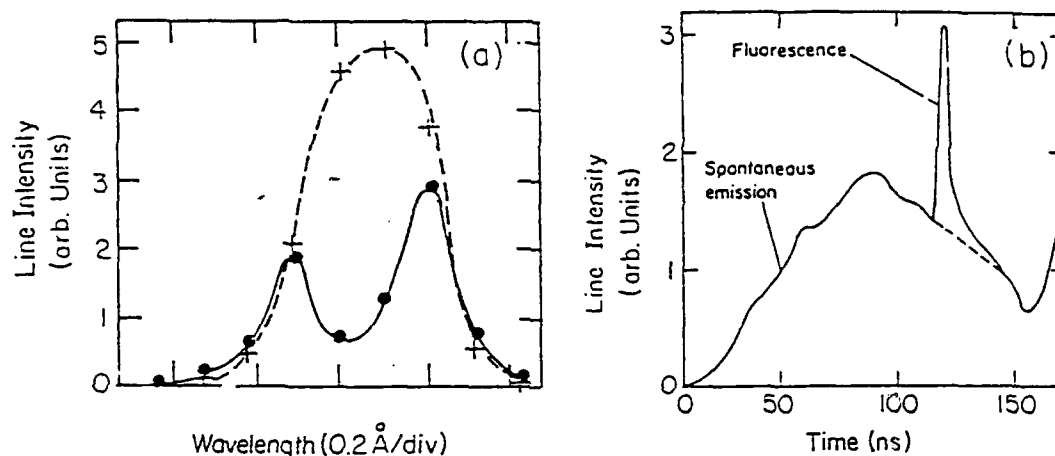 (a)
5
4
3
2
1
0
Line Intensity
(arb. Units)
Wavelength (0.2 Å/div)
(b)
3
2
1
0
Line Intensity
(arb. Units)
Fluorescence
Spontaneous
emission
0 50 100 150
Time (ns)